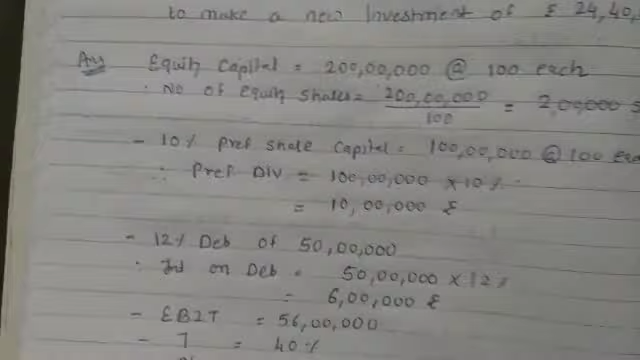 to make a new Investment of ₹ 24,40,
Ans Equity Capital = 200,00,000 @ 100 each
∴ No of Equity Shares = 200,00,000 / 100 = 2,00,000
- 10% Pref Share Capital = 100,00,000 @ 100 each
∴ Pref Div = 100,00,000 × 10%
= 10,00,000 ₹
- 12% Deb of 50,00,000
∴ Int on Deb = 50,00,000 × 12%
= 6,00,000 ₹
- EBIT = 56,00,000
- T = 40%